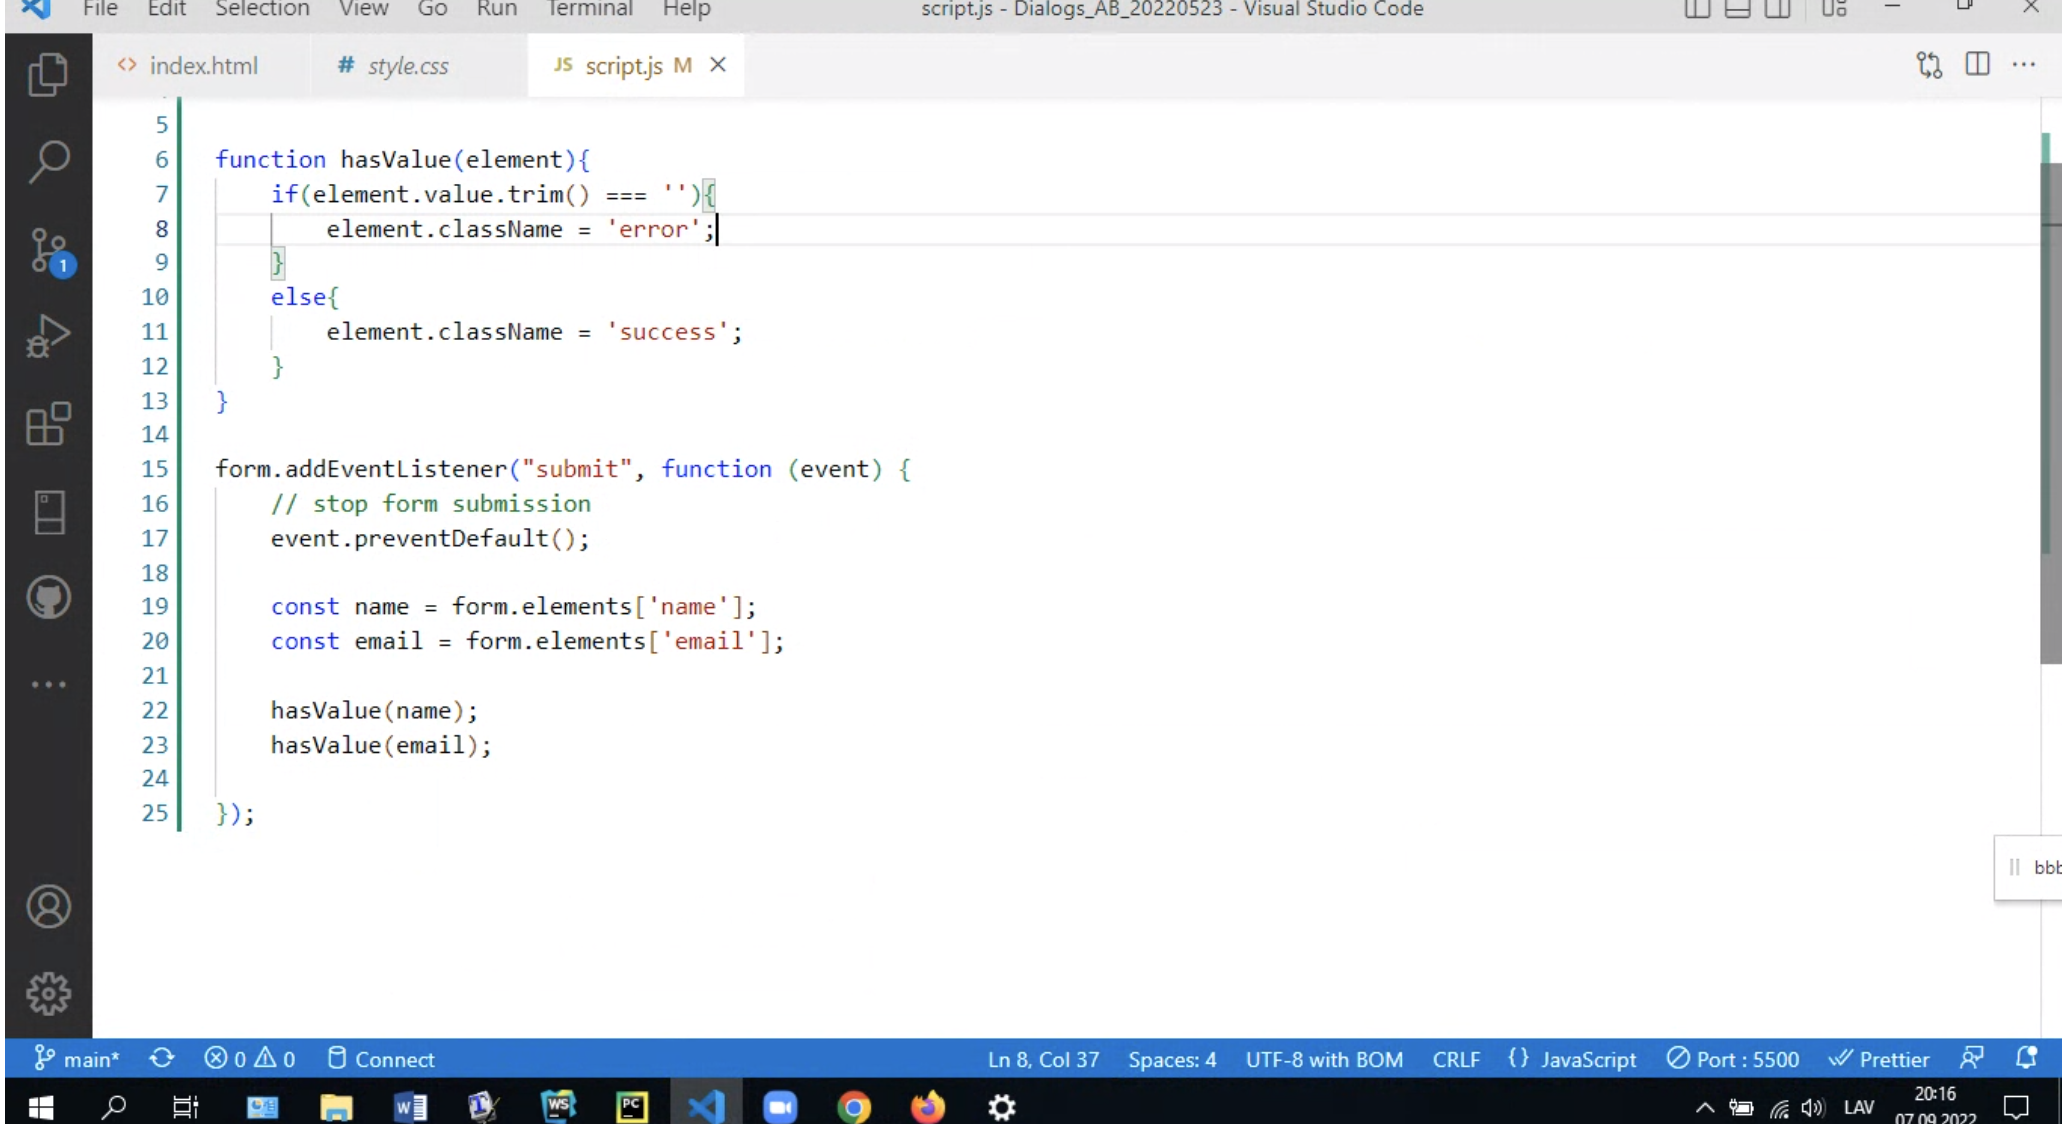 File Edit Selection View Go Run Terminal Help script.js - Dialogs_AB_20220523 - Visual Studio Code
<> index.html # style.css JS script.js M
5
6 function hasValue(element){
7 if(element.value.trim() === ''){
8 element.className = 'error';
9 }
10 else{
11 element.className = 'success';
12 }
13 }
14
15 form.addEventListener("submit", function (event) {
16 // stop form submission
17 event.preventDefault();
18
19 const name = form.elements['name'];
20 const email = form.elements['email'];
21
22 hasValue(name);
23 hasValue(email);
24
25 });
1
bbb
main* 0 0 Connect Ln 8, Col 37 Spaces: 4 UTF-8 with BOM CRLF {} JavaScript Port : 5500 Prettier
W WS PC LAV 20:16
07.09.2022